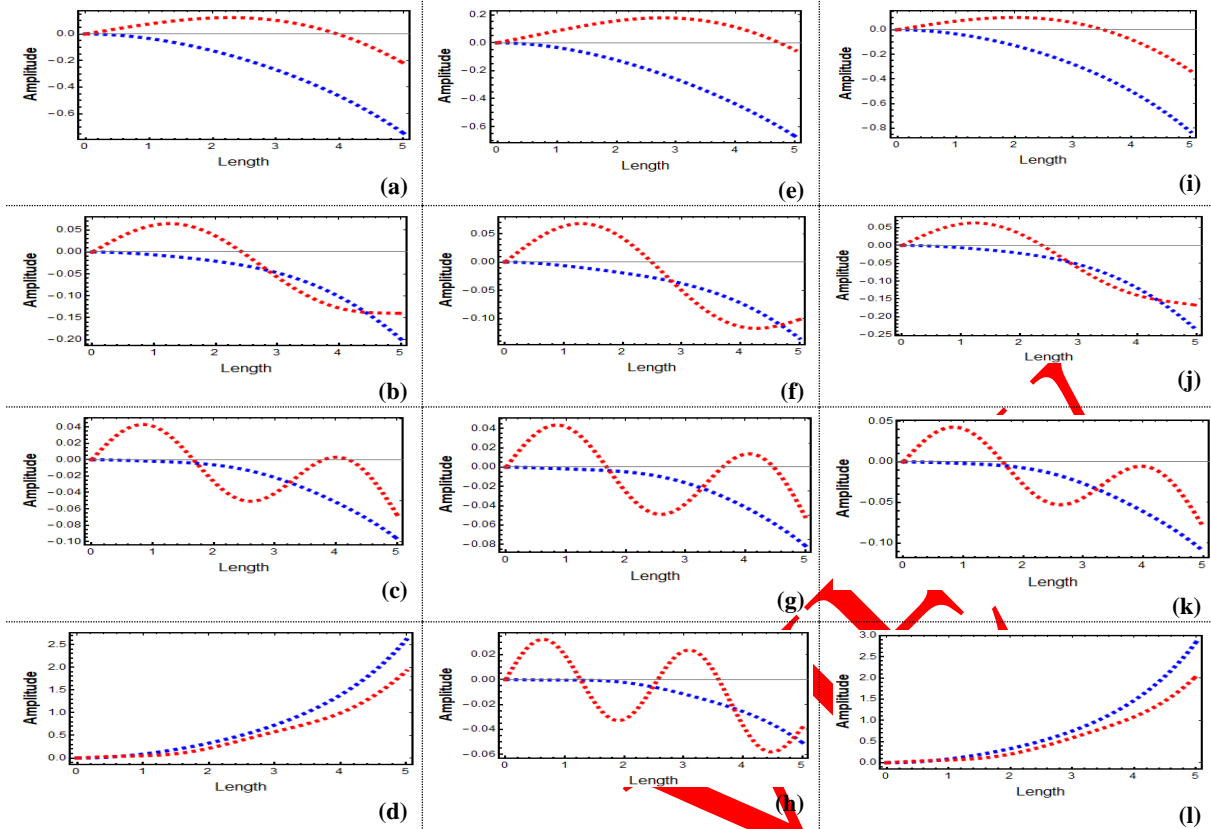 Amplitude
0.0
−0.2
−0.4
−0.6
0 1 2 3 4 5
Length
(a)
Amplitude
0.2
0.0
−0.2
−0.4
−0.6
0 1 2 3 4 5
Length
(e)
Amplitude
0.0
−0.2
−0.4
−0.6
−0.8
0 1 2 3 4 5
Length
(i)
Amplitude
0.05
0.00
−0.05
−0.10
−0.15
−0.20
0 1 2 3 4 5
Length
(b)
Amplitude
0.05
0.00
−0.05
−0.10
0 1 2 3 4 5
Length
(f)
Amplitude
0.05
0.00
−0.05
−0.10
−0.15
−0.20
−0.25
0 1 2 3 4 5
Length
(j)
Amplitude
0.04
0.02
0.00
−0.02
−0.04
−0.06
−0.08
−0.10
0 1 2 3 4 5
Length
(c)
Amplitude
0.04
0.02
0.00
−0.02
−0.04
−0.06
−0.08
0 1 2 3 4 5
Length
(g)
Amplitude
0.05
0.00
−0.05
−0.10
0 1 2 3 4 5
Length
(k)
Amplitude
2.5
2.0
1.5
1.0
0.5
0.0
0 1 2 3 4 5
Length
(d)
Amplitude
0.02
0.00
−0.02
−0.04
−0.06
0 1 2 3 4 5
Length
(h)
Amplitude
3.0
2.5
2.0
1.5
1.0
0.5
0.0
0 1 2 3 4 5
Length
(l)